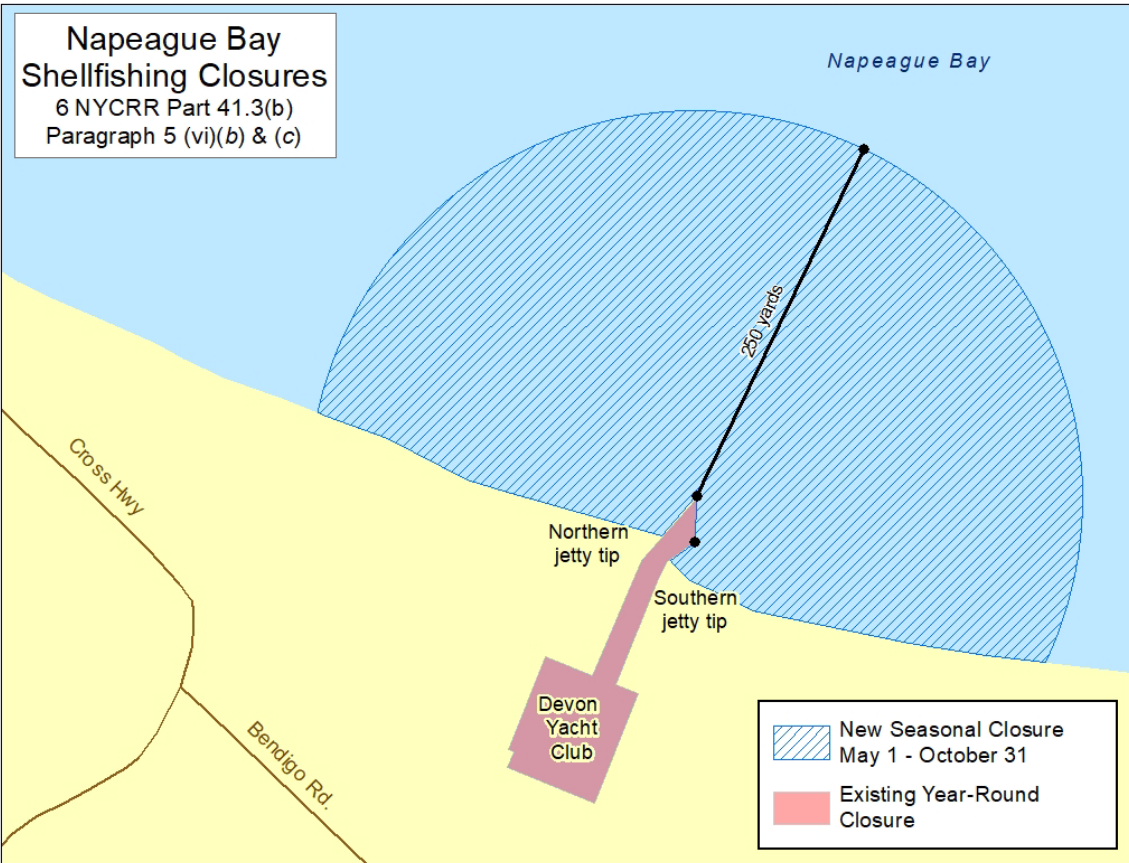 Napeague Bay
Shellfishing Closures
6 NYCRR Part 41.3(b)
Paragraph 5 (vi)(b) & (c)
Napeague Bay
250 yards
Cross Hwy
Northern
jetty tip
Southern
jetty tip
Devon
Yacht
Club
Bendigo Rd.
New Seasonal Closure
May 1 - October 31
Existing Year-Round
Closure